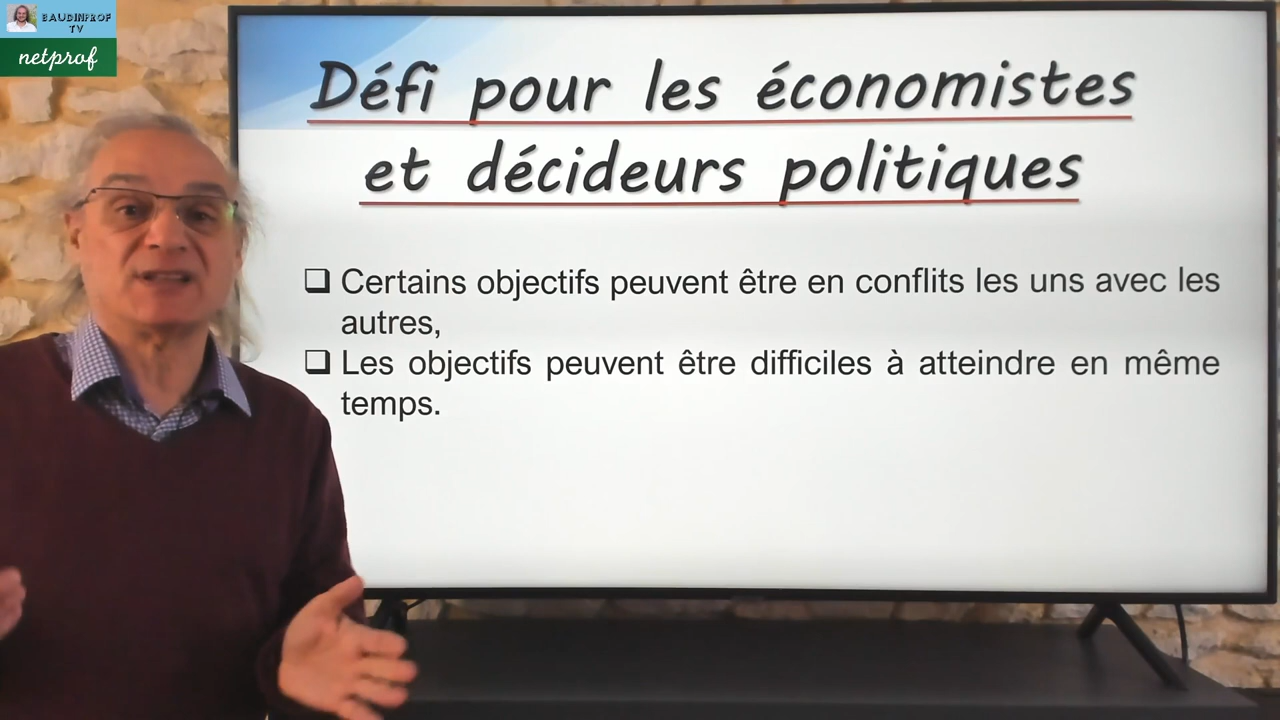 BAUDINPROF
TV
netprof
Défi pour les économistes
et décideurs politiques
Certains objectifs peuvent être en conflits les uns avec les
autres,
Les objectifs peuvent être difficiles à atteindre en même
temps.